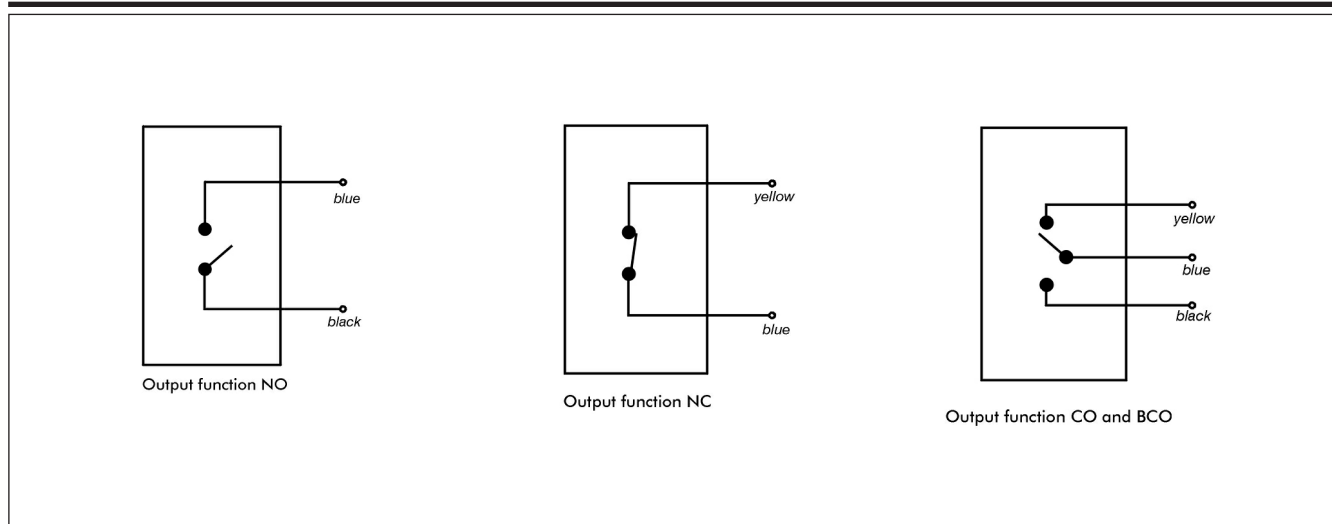 blue
black
Output function NO
yellow
blue
Output function NC
yellow
blue
black
Output function CO and BCO